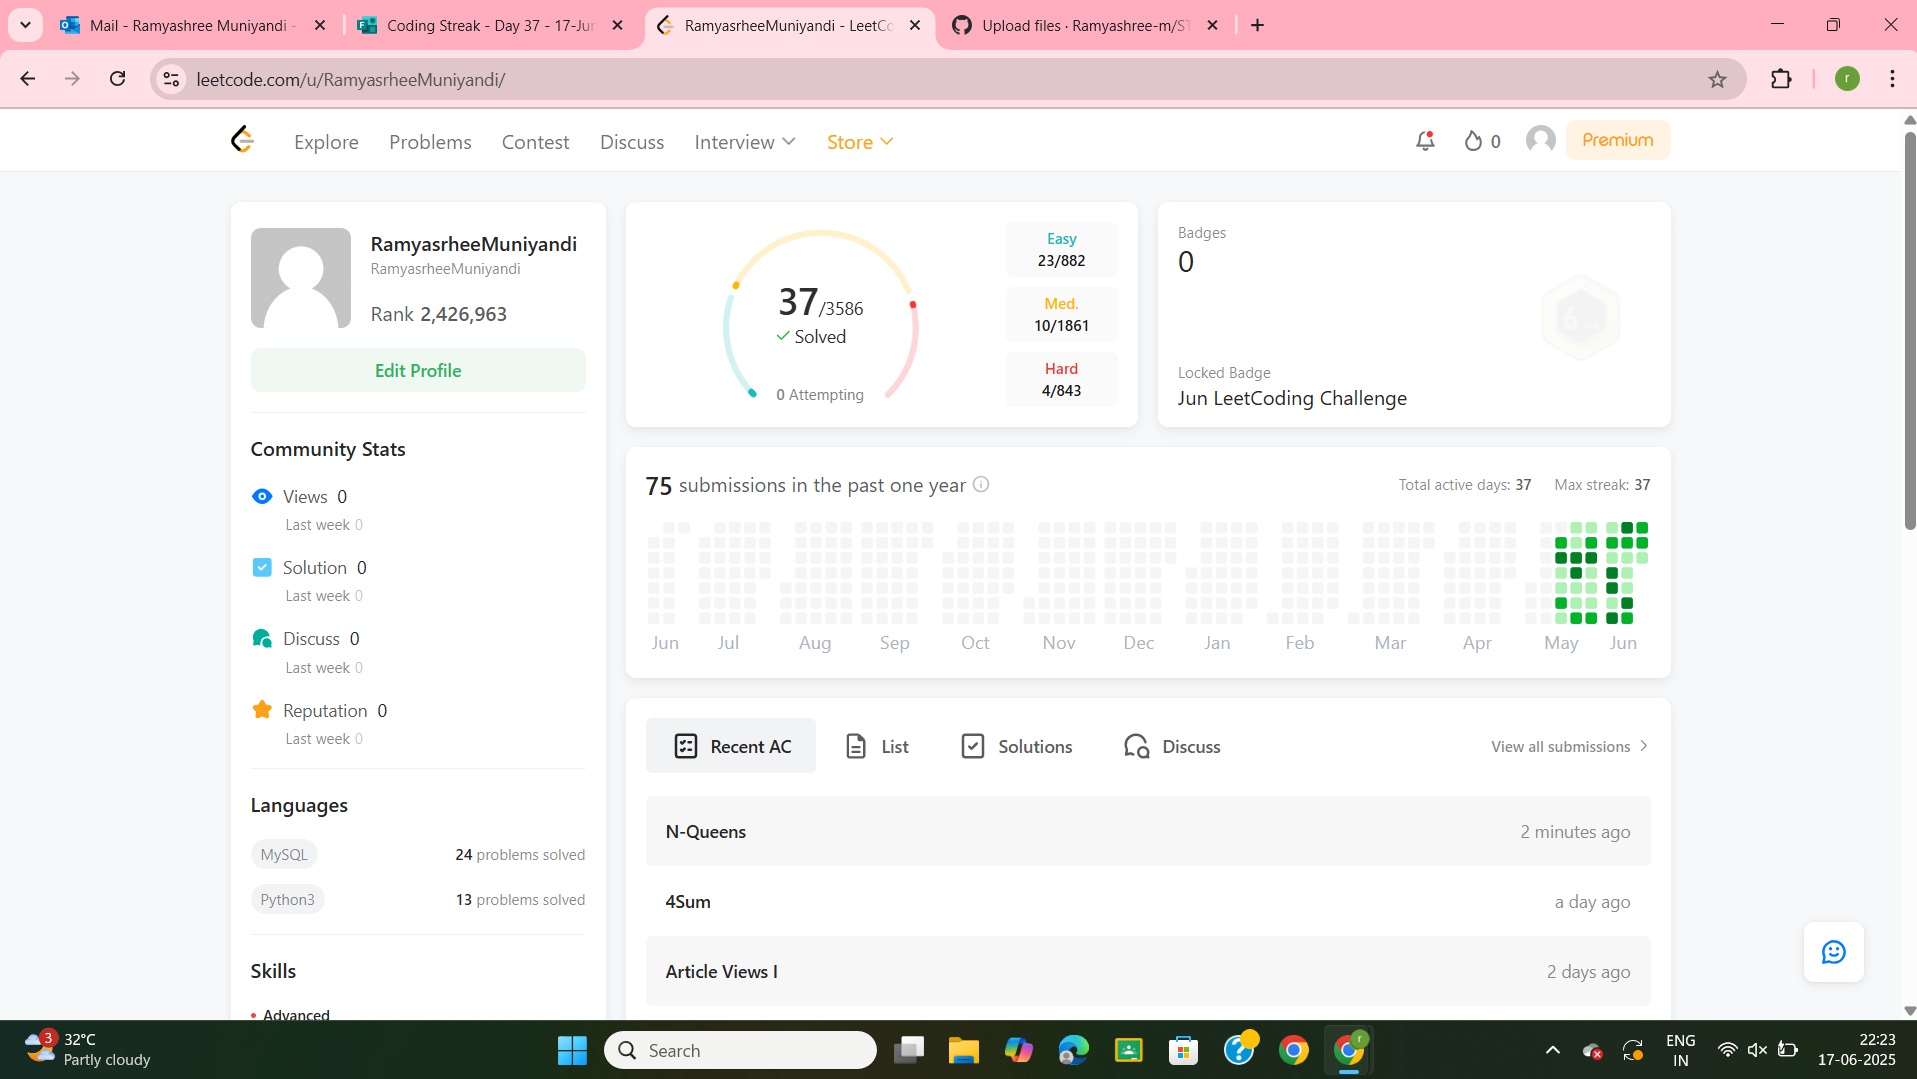 Mail - Ramyashree Muniyandi -
Coding Streak - Day 37 - 17-Jun
RamyasrheeMuniyandi - LeetCo
Upload files · Ramyashree-m/ST
leetcode.com/u/RamyasrheeMuniyandi/
r
Explore
Problems
Contest
Discuss
Interview
Store
0
Premium
RamyasrheeMuniyandi
RamyasrheeMuniyandi
Rank 2,426,963
Edit Profile
Community Stats
Views 0
Last week 0
Solution 0
Last week 0
Discuss 0
Last week 0
Reputation 0
Last week 0
Languages
MySQL
24 problems solved
Python3
13 problems solved
Skills
Advanced
37/3586
Solved
0 Attempting
Easy
23/882
Med.
10/1861
Hard
4/843
Badges
0
Locked Badge
Jun LeetCoding Challenge
75 submissions in the past one year
Total active days: 37
Max streak: 37
Jun
Jul
Aug
Sep
Oct
Nov
Dec
Jan
Feb
Mar
Apr
May
Jun
Recent AC
List
Solutions
Discuss
View all submissions
N-Queens
2 minutes ago
4Sum
a day ago
Article Views I
2 days ago
3
32°C
Partly cloudy
Search
ENG
IN
22:23
17-06-2025